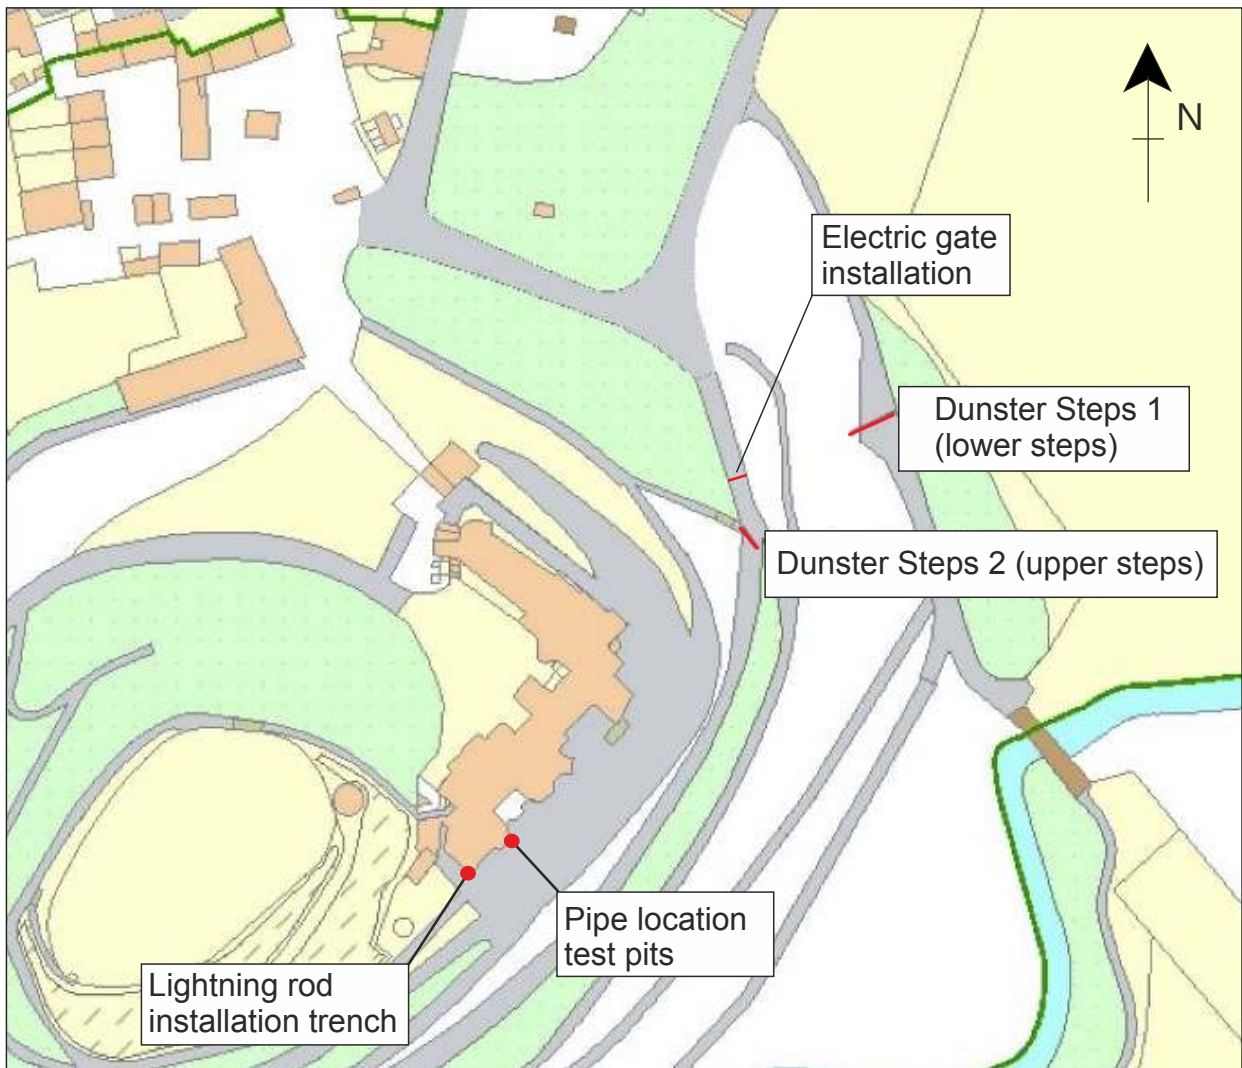 N
Electric gate
installation
Dunster Steps 1
(lower steps)
Dunster Steps 2 (upper steps)
Pipe location
test pits
Lightning rod
installation trench